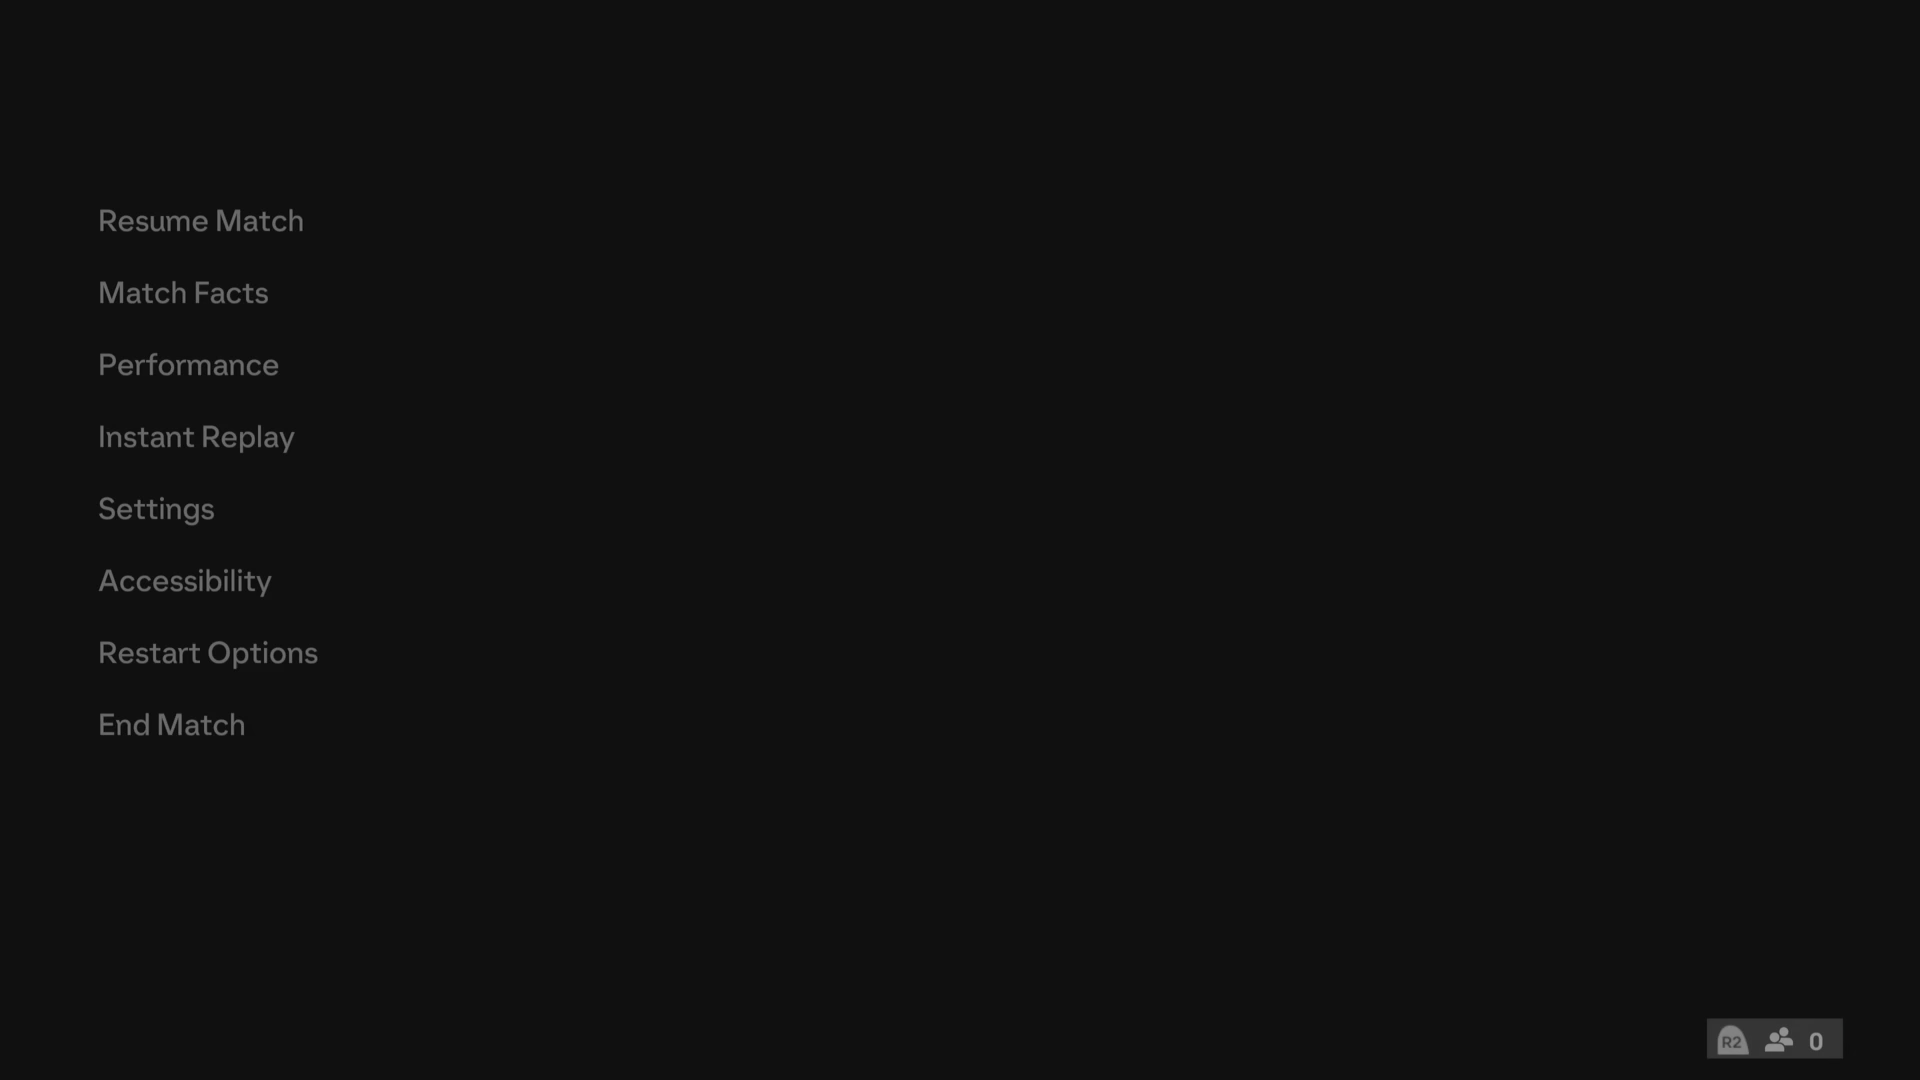 Resume Match
Match Facts
Performance
Instant Replay
Settings
Accessibility
Restart Options
End Match
R2 0